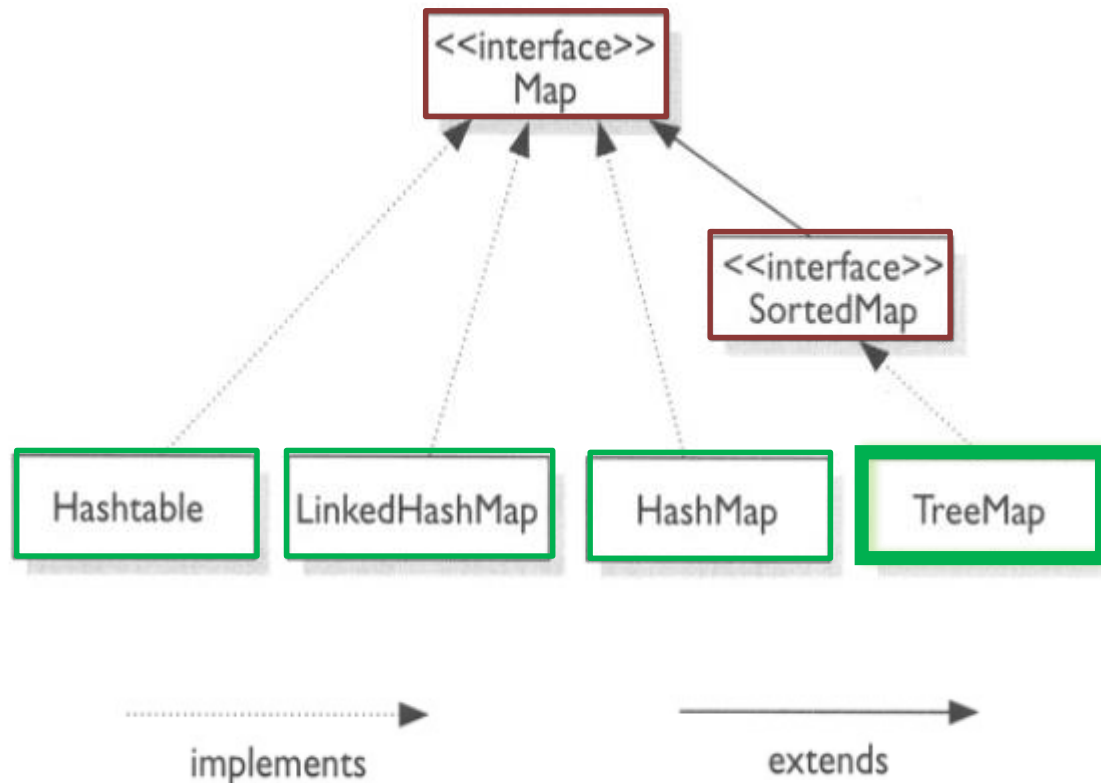 <<interface>>
Map
<<interface>>
SortedMap
Hashtable
LinkedHashMap
HashMap
TreeMap
implements
extends